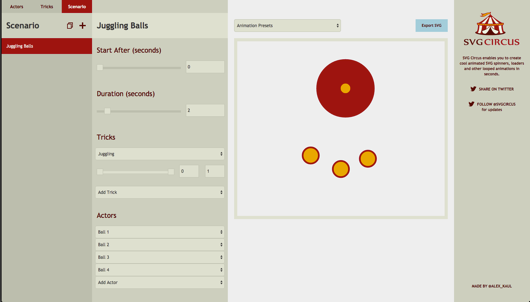 Actors
Tricks
Scenario
Scenario
Juggling Balls
Juggling Balls
Start After (seconds)
0
Duration (seconds)
2
Tricks
Juggling
0
1
Add Trick
Actors
Ball 1
Ball 2
Ball 3
Ball 4
Add Actor
Animation Presets
Export SVG
SVG CIRCUS
SVG Circus enables you to create
cool animated SVG spinners, loaders
and other looped animations in
seconds.
SHARE ON TWITTER
FOLLOW @SVGCIRCUS
for updates
MADE BY @ALEX_KAUL